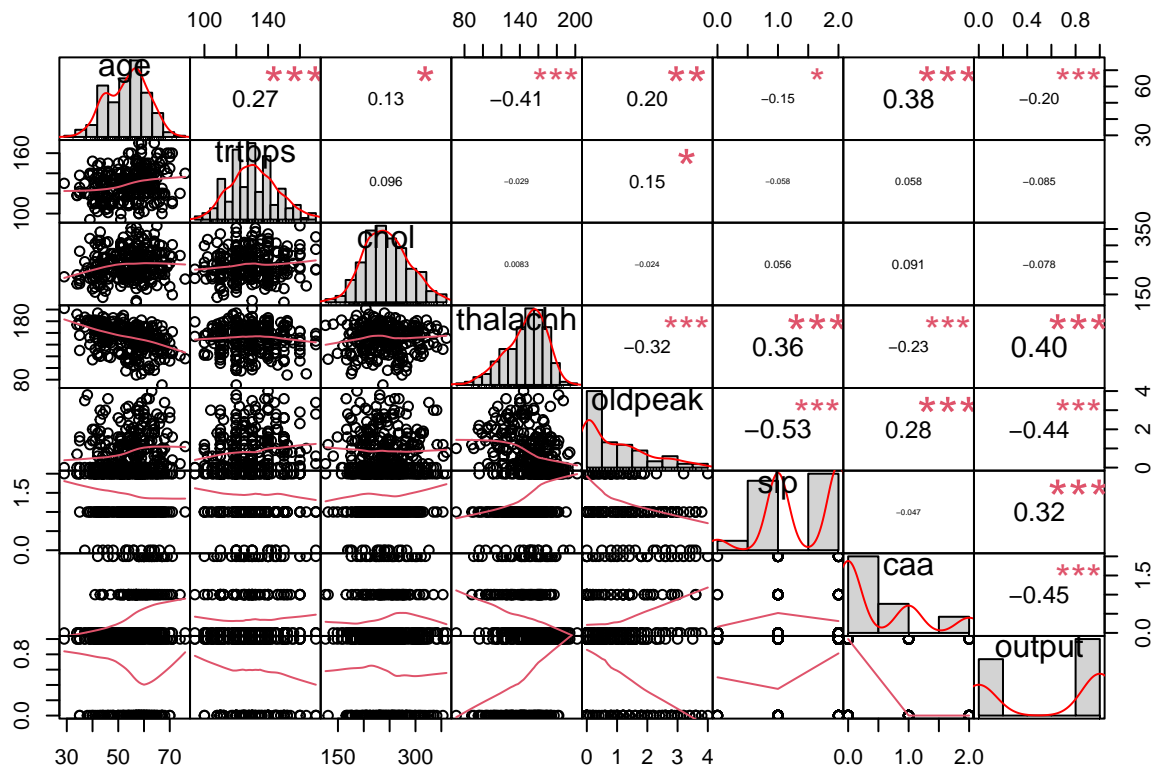 100 140 80 140 200 0.0 1.0 2.0 0.0 0.4 0.8
age *** 0.27 * 0.13 *** −0.41 ** 0.20 * −0.15 *** 0.38 *** −0.20 30 60
100 160 trtbps 0.096 −0.029 * 0.15 −0.058 0.058 −0.085
chol 0.0083 −0.024 0.056 0.091 −0.078 150 350
80 180 thalachh *** −0.32 *** 0.36 *** −0.23 *** 0.40
oldpeak *** −0.53 *** 0.28 *** −0.44 0 2 4
0.0 1.5 slp −0.047 *** 0.32
caa *** −0.45 0.0 1.5
0.0 0.8 output
30 50 70 150 300 0 1 2 3 4 0.0 1.0 2.0